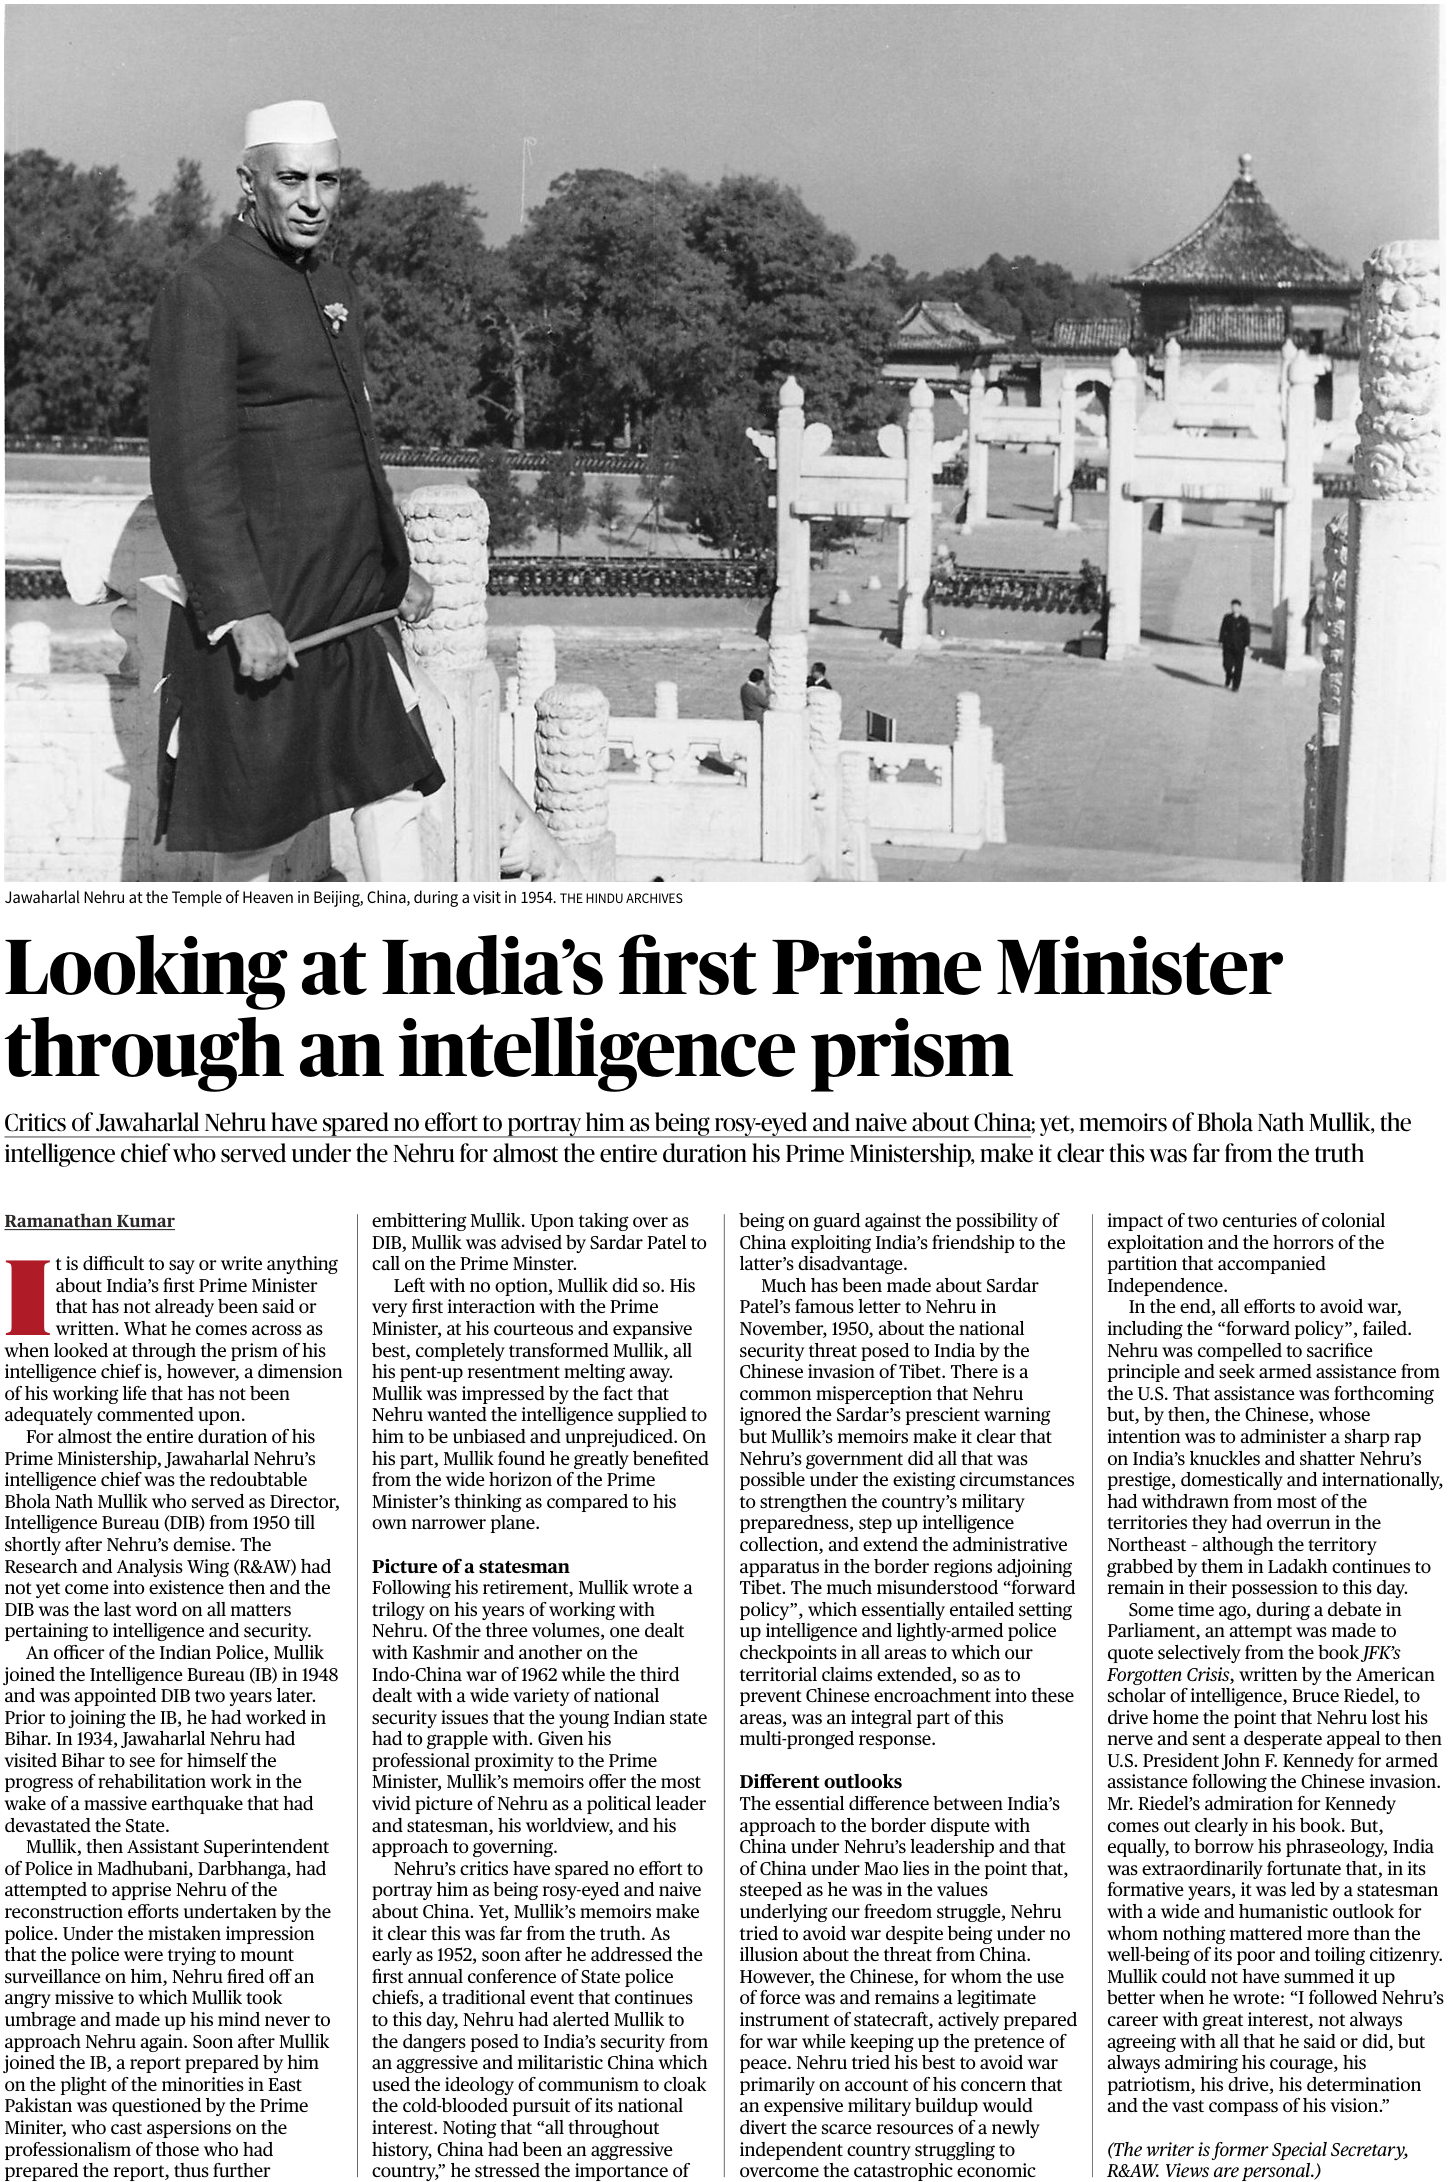 Jawaharlal Nehru at the Temple of Heaven in Beijing, China, during a visit in 1954. THE HINDU ARCHIVES
Looking at India’s first Prime Minister
through an intelligence prism
Critics of Jawaharlal Nehru have spared no effort to portray him as being rosy-eyed and naive about China; yet, memoirs of Bhola Nath Mullik, the
intelligence chief who served under the Nehru for almost the entire duration his Prime Ministership, make it clear this was far from the truth
Ramanathan Kumar
It is difficult to say or write anything
about India’s first Prime Minister
that has not already been said or
written. What he comes across as
when looked at through the prism of his
intelligence chief is, however, a dimension
of his working life that has not been
adequately commented upon.
For almost the entire duration of his
Prime Ministership, Jawaharlal Nehru’s
intelligence chief was the redoubtable
Bhola Nath Mullik who served as Director,
Intelligence Bureau (DIB) from 1950 till
shortly after Nehru’s demise. The
Research and Analysis Wing (R&AW) had
not yet come into existence then and the
DIB was the last word on all matters
pertaining to intelligence and security.
An officer of the Indian Police, Mullik
joined the Intelligence Bureau (IB) in 1948
and was appointed DIB two years later.
Prior to joining the IB, he had worked in
Bihar. In 1934, Jawaharlal Nehru had
visited Bihar to see for himself the
progress of rehabilitation work in the
wake of a massive earthquake that had
devastated the State.
Mullik, then Assistant Superintendent
of Police in Madhubani, Darbhanga, had
attempted to apprise Nehru of the
reconstruction efforts undertaken by the
police. Under the mistaken impression
that the police were trying to mount
surveillance on him, Nehru fired off an
angry missive to which Mullik took
umbrage and made up his mind never to
approach Nehru again. Soon after Mullik
joined the IB, a report prepared by him
on the plight of the minorities in East
Pakistan was questioned by the Prime
Miniter, who cast aspersions on the
professionalism of those who had
prepared the report, thus further
embittering Mullik. Upon taking over as
DIB, Mullik was advised by Sardar Patel to
call on the Prime Minster.
Left with no option, Mullik did so. His
very first interaction with the Prime
Minister, at his courteous and expansive
best, completely transformed Mullik, all
his pent-up resentment melting away.
Mullik was impressed by the fact that
Nehru wanted the intelligence supplied to
him to be unbiased and unprejudiced. On
his part, Mullik found he greatly benefited
from the wide horizon of the Prime
Minister’s thinking as compared to his
own narrower plane.
Picture of a statesman
Following his retirement, Mullik wrote a
trilogy on his years of working with
Nehru. Of the three volumes, one dealt
with Kashmir and another on the
Indo-China war of 1962 while the third
dealt with a wide variety of national
security issues that the young Indian state
had to grapple with. Given his
professional proximity to the Prime
Minister, Mullik’s memoirs offer the most
vivid picture of Nehru as a political leader
and statesman, his worldview, and his
approach to governing.
Nehru’s critics have spared no effort to
portray him as being rosy-eyed and naive
about China. Yet, Mullik’s memoirs make
it clear this was far from the truth. As
early as 1952, soon after he addressed the
first annual conference of State police
chiefs, a traditional event that continues
to this day, Nehru had alerted Mullik to
the dangers posed to India’s security from
an aggressive and militaristic China which
used the ideology of communism to cloak
the cold-blooded pursuit of its national
interest. Noting that “all throughout
history, China had been an aggressive
country,” he stressed the importance of
being on guard against the possibility of
China exploiting India’s friendship to the
latter’s disadvantage.
Much has been made about Sardar
Patel’s famous letter to Nehru in
November, 1950, about the national
security threat posed to India by the
Chinese invasion of Tibet. There is a
common misperception that Nehru
ignored the Sardar’s prescient warning
but Mullik’s memoirs make it clear that
Nehru’s government did all that was
possible under the existing circumstances
to strengthen the country’s military
preparedness, step up intelligence
collection, and extend the administrative
apparatus in the border regions adjoining
Tibet. The much misunderstood “forward
policy”, which essentially entailed setting
up intelligence and lightly-armed police
checkpoints in all areas to which our
territorial claims extended, so as to
prevent Chinese encroachment into these
areas, was an integral part of this
multi-pronged response.
Different outlooks
The essential difference between India’s
approach to the border dispute with
China under Nehru’s leadership and that
of China under Mao lies in the point that,
steeped as he was in the values
underlying our freedom struggle, Nehru
tried to avoid war despite being under no
illusion about the threat from China.
However, the Chinese, for whom the use
of force was and remains a legitimate
instrument of statecraft, actively prepared
for war while keeping up the pretence of
peace. Nehru tried his best to avoid war
primarily on account of his concern that
an expensive military buildup would
divert the scarce resources of a newly
independent country struggling to
overcome the catastrophic economic
impact of two centuries of colonial
exploitation and the horrors of the
partition that accompanied
Independence.
In the end, all efforts to avoid war,
including the “forward policy”, failed.
Nehru was compelled to sacrifice
principle and seek armed assistance from
the U.S. That assistance was forthcoming
but, by then, the Chinese, whose
intention was to administer a sharp rap
on India’s knuckles and shatter Nehru’s
prestige, domestically and internationally,
had withdrawn from most of the
territories they had overrun in the
Northeast – although the territory
grabbed by them in Ladakh continues to
remain in their possession to this day.
Some time ago, during a debate in
Parliament, an attempt was made to
quote selectively from the book JFK’s
Forgotten Crisis, written by the American
scholar of intelligence, Bruce Riedel, to
drive home the point that Nehru lost his
nerve and sent a desperate appeal to then
U.S. President John F. Kennedy for armed
assistance following the Chinese invasion.
Mr. Riedel’s admiration for Kennedy
comes out clearly in his book. But,
equally, to borrow his phraseology, India
was extraordinarily fortunate that, in its
formative years, it was led by a statesman
with a wide and humanistic outlook for
whom nothing mattered more than the
well-being of its poor and toiling citizenry.
Mullik could not have summed it up
better when he wrote: “I followed Nehru’s
career with great interest, not always
agreeing with all that he said or did, but
always admiring his courage, his
patriotism, his drive, his determination
and the vast compass of his vision.”
(The writer is former Special Secretary,
R&AW. Views are personal.)